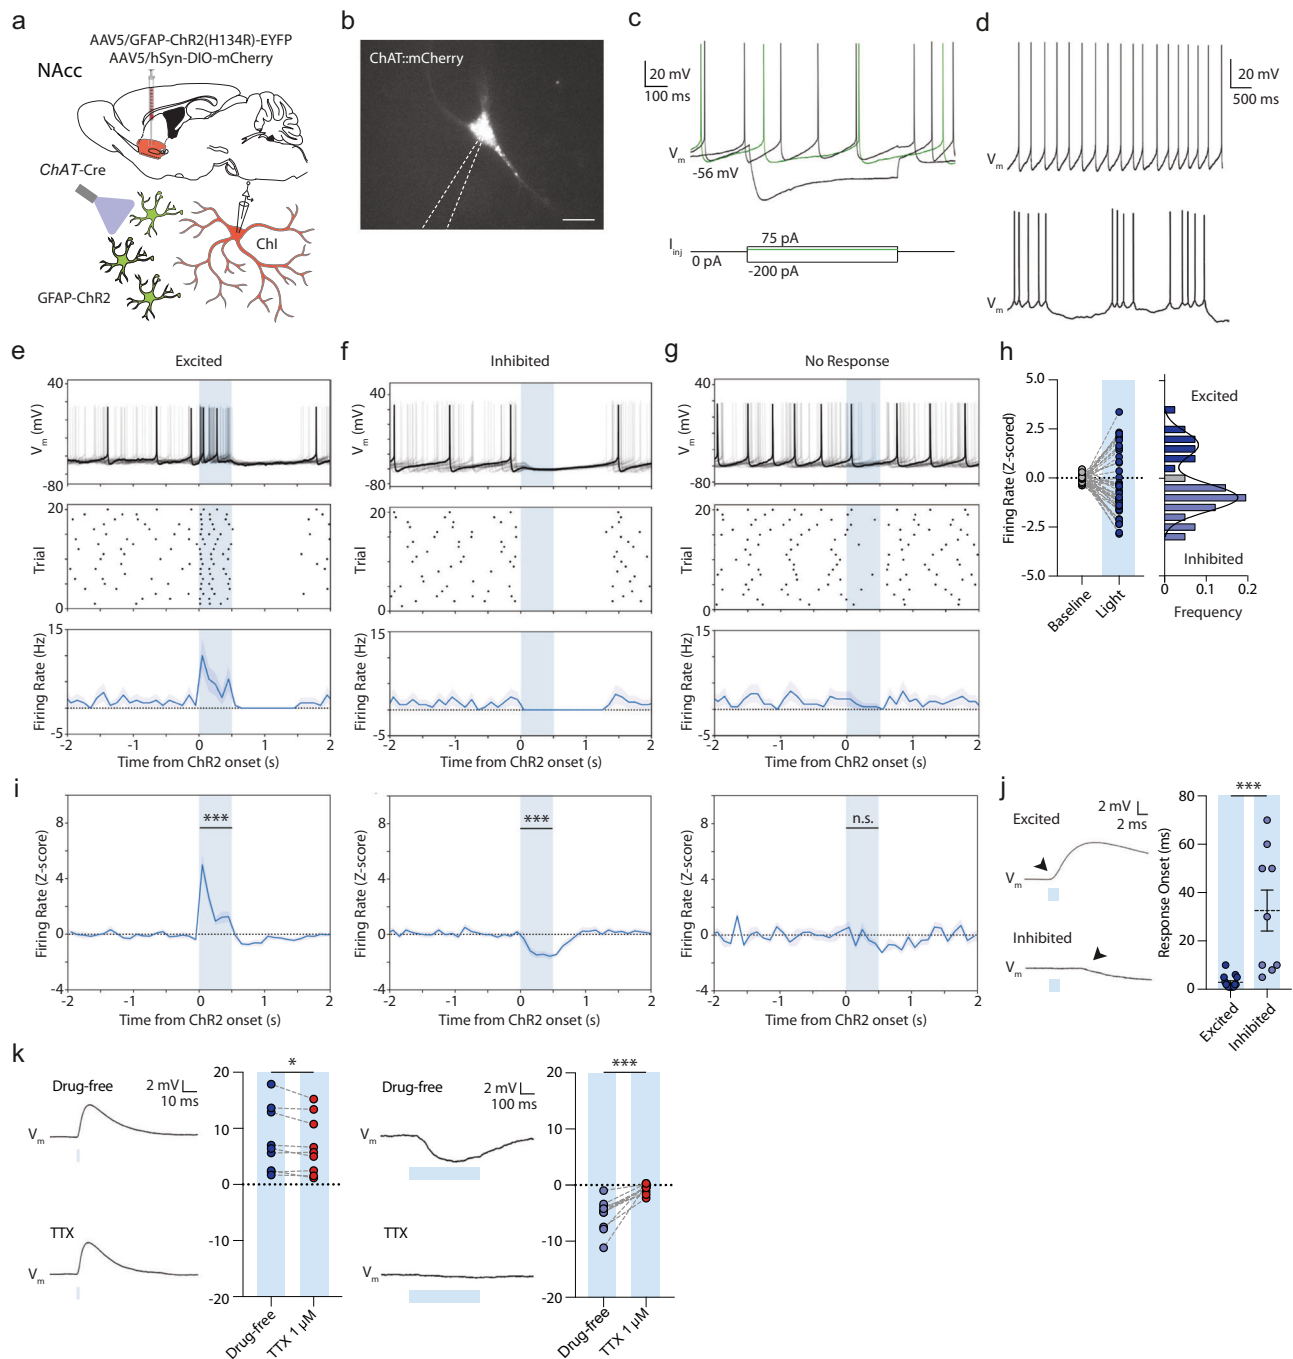 a
AAV5/GFAP-ChR2(H134R)-EYFP
AAV5/hSyn-DIO-mCherry
NAcc
ChAT-Cre
ChI
GFAP-ChR2
b
ChAT::mCherry
c
20 mV
100 ms
Vm
-56 mV
Iinj
75 pA
0 pA
-200 pA
d
20 mV
500 ms
Vm
Vm
e
Excited
40
Vm (mV)
-80
20
Trial
0
15
Firing Rate (Hz)
-5
-2 -1 0 1 2
Time from ChR2 onset (s)
f
Inhibited
40
Vm (mV)
-80
20
Trial
0
15
Firing Rate (Hz)
-5
-2 -1 0 1 2
Time from ChR2 onset (s)
g
No Response
40
Vm (mV)
-80
20
Trial
0
15
Firing Rate (Hz)
-5
-2 -1 0 1 2
Time from ChR2 onset (s)
h
5.0
2.5
0.0
-2.5
-5.0
Firing Rate (Z-scored)
Baseline
Light
Excited
Inhibited
0 0.1 0.2
Frequency
i
8
4
0
-4
Firing Rate (Z-score)
***
-2 -1 0 1 2
Time from ChR2 onset (s)
8
4
0
-4
Firing Rate (Z-score)
***
-2 -1 0 1 2
Time from ChR2 onset (s)
8
4
0
-4
Firing Rate (Z-score)
n.s.
-2 -1 0 1 2
Time from ChR2 onset (s)
j
Excited
2 mV
2 ms
Vm
Inhibited
Vm
***
80
60
40
20
0
Response Onset (ms)
Excited
Inhibited
k
Drug-free
2 mV
10 ms
Vm
TTX
Vm
*
20
10
0
-10
-20
Drug-free
TTX 1 μM
Drug-free
2 mV
100 ms
Vm
TTX
Vm
***
20
10
0
-10
-20
Drug-free
TTX 1 μM